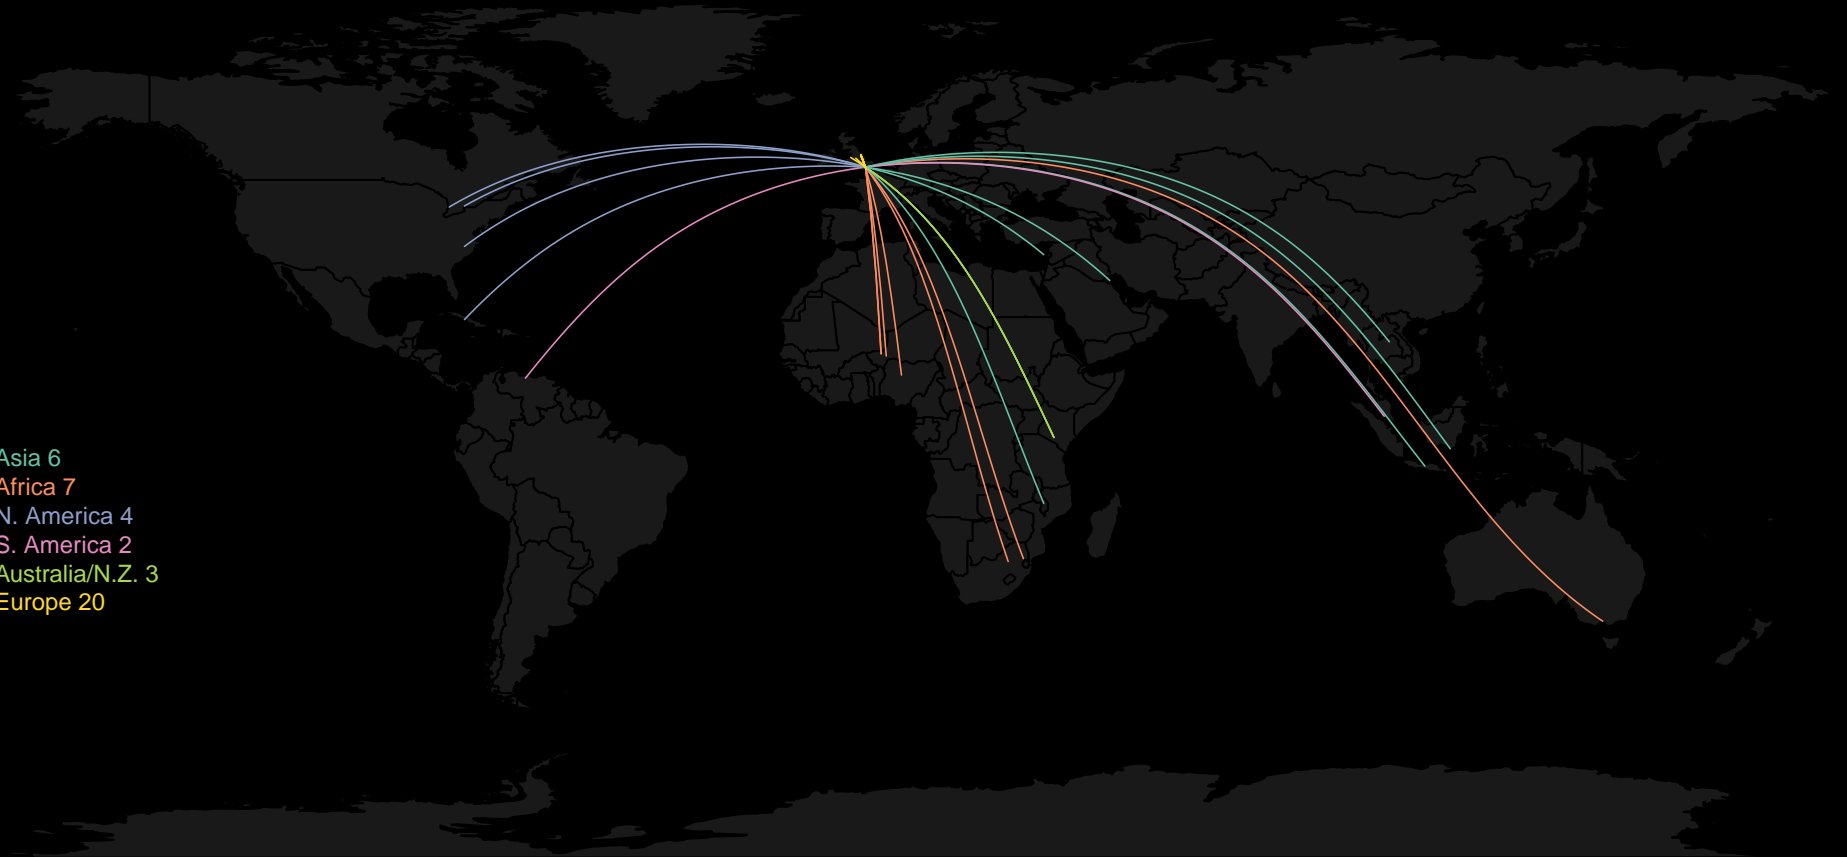 Asia 6
Africa 7
N. America 4
S. America 2
Australia/N.Z. 3
Europe 20